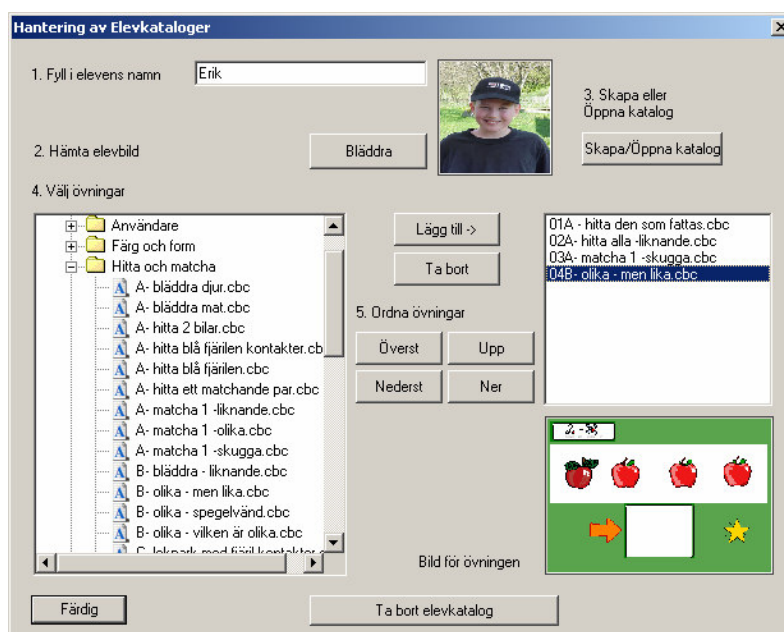 Hantering av Elevkataloger
1. Fyll i elevens namn
Erik
3. Skapa eller
Öppna katalog
2. Hämta elevbild
Bläddra
Skapa/Öppna katalog
4. Välj övningar
Användare
Färg och form
Hitta och matcha
A- bläddra djur.cbc
A- bläddra mat.cbc
A- hitta 2 bilar.cbc
A- hitta blå fjärilen kontakter.cb
A- hitta blå fjärilen.cbc
A- hitta ett matchande par.cbc
A- matcha 1 -liknande.cbc
A- matcha 1 -olika.cbc
A- matcha 1 -skugga.cbc
B- bläddra - liknande.cbc
B- olika - men lika.cbc
B- olika - spegelvänd.cbc
B- olika - vilken är olika.cbc
Lägg till ->
Ta bort
5. Ordna övningar
Överst
Upp
Nederst
Ner
01A - hitta den som fattas.cbc
02A- hitta alla -liknande.cbc
03A- matcha 1 -skugga.cbc
04B- olika - men lika.cbc
Bild för övningen
Färdig
Ta bort elevkatalog